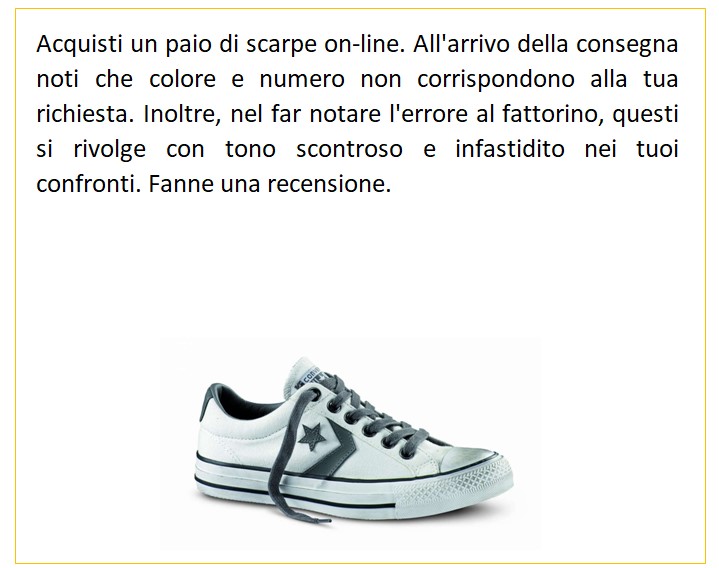 Acquisti un paio di scarpe on-line. All'arrivo della consegna
noti che colore e numero non corrispondono alla tua
richiesta. Inoltre, nel far notare l'errore al fattorino, questi
si rivolge con tono scontroso e infastidito nei tuoi
confronti. Fanne una recensione.